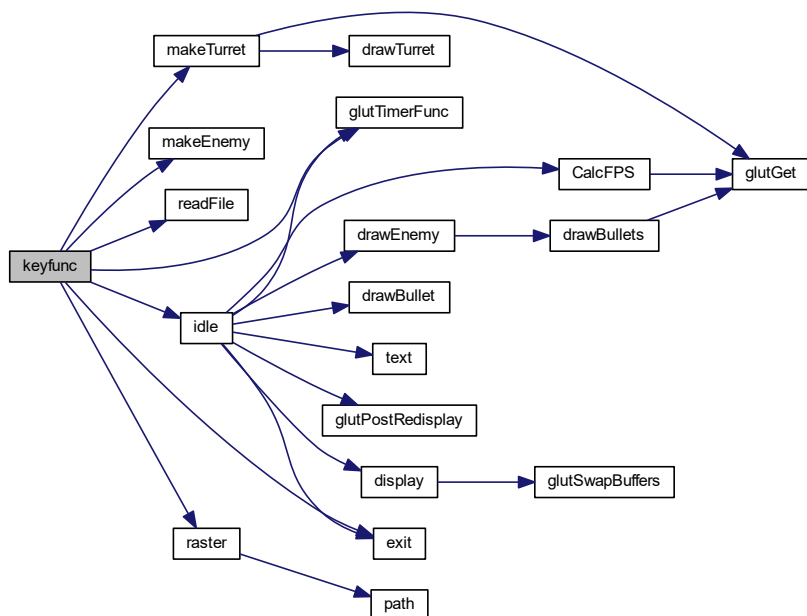 makeTurret
drawTurret
glutTimerFunc
makeEnemy
CalcFPS
glutGet
readFile
drawEnemy
drawBullets
keyfunc
drawBullet
idle
text
glutPostRedisplay
display
glutSwapBuffers
raster
exit
path